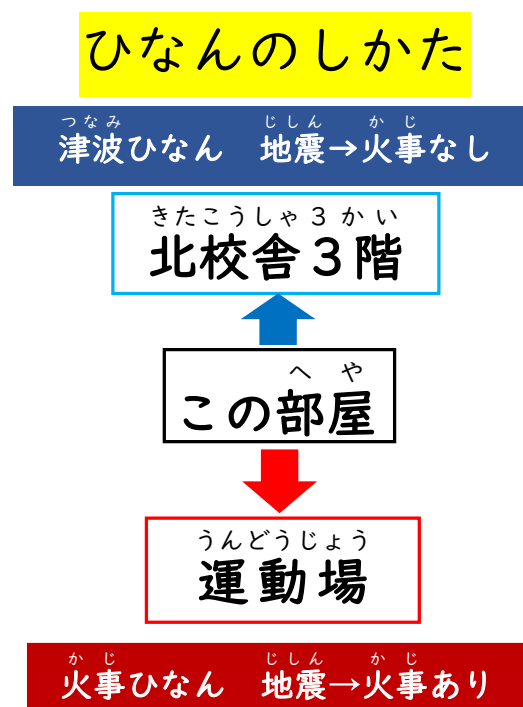 ひなんのしかた
つなみ じしん かじ
津波ひなん 地震→火事なし
きたこうしゃ３かい
北校舎３階
へや
この部屋
うんどうじょう
運動場
かじ じしん かじ
火事ひなん 地震→火事あり